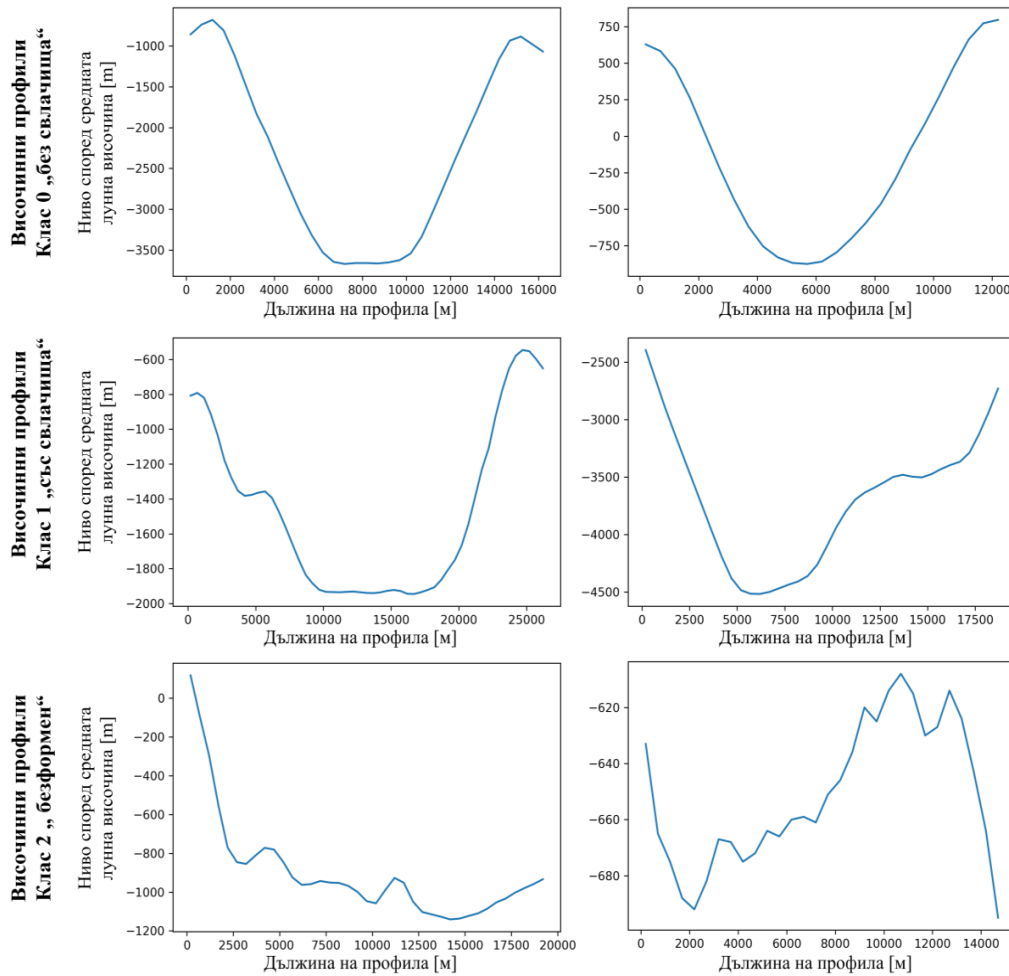 Височинни профили
Клас 0 „без свлачища“
Ниво според средната
лунна височина [m]
−1000
−1500
−2000
−2500
−3000
−3500
0 2000 4000 6000 8000 10000 12000 14000 16000
Дължина на профила [м]
750
500
250
0
−250
−500
−750
0 2000 4000 6000 8000 10000 12000
Дължина на профила [м]
Височинни профили
Клас 1 „със свлачища“
Ниво според средната
лунна височина [m]
−600
−800
−1000
−1200
−1400
−1600
−1800
−2000
0 5000 10000 15000 20000 25000
Дължина на профила [м]
−2500
−3000
−3500
−4000
−4500
0 2500 5000 7500 10000 12500 15000 17500
Дължина на профила [м]
Височинни профили
Клас 2 „ безформен“
Ниво според средната
лунна височина [m]
0
−200
−400
−600
−800
−1000
−1200
0 2500 5000 7500 10000 12500 15000 17500 20000
Дължина на профила [м]
−620
−640
−660
−680
0 2000 4000 6000 8000 10000 12000 14000
Дължина на профила [м]